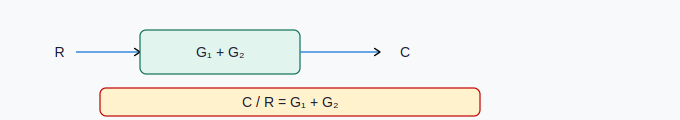 R G₁ + G₂ C
C / R = G₁ + G₂